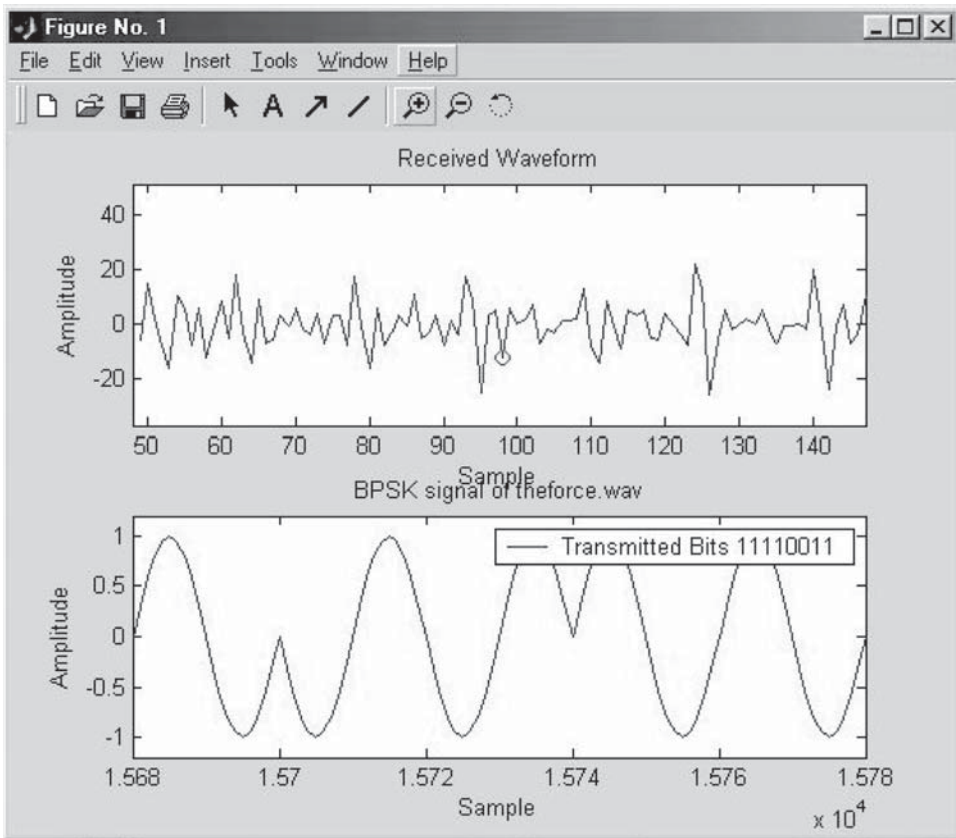 Figure No. 1
File Edit View Insert Tools Window Help
A
Received Waveform
Amplitude
40
20
0
-20
50 60 70 80 90 100 110 120 130 140
Sample
BPSK signal of theforce.wav
Transmitted Bits 11110011
Amplitude
1
0.5
0
-0.5
-1
1.568 1.57 1.572 1.574 1.576 1.578
Sample
x 10^4